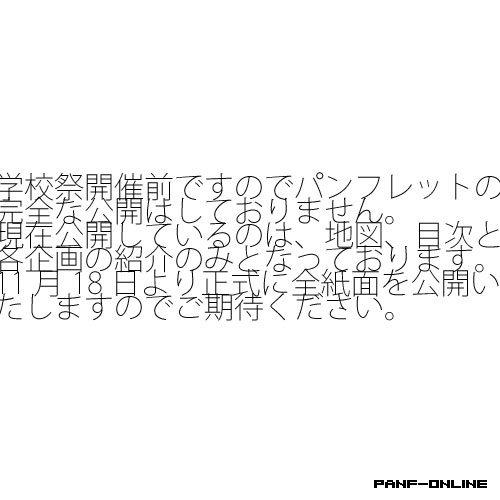 学校祭開催前ですのでパンフレットの
完全な公開はしておりません。
現在公開しているのは、地図、目次と
各企画の紹介のみとなっております。
11 月 18 日より正式に全紙面を公開い
たしますのでご期待ください。
PANF-ONLINE